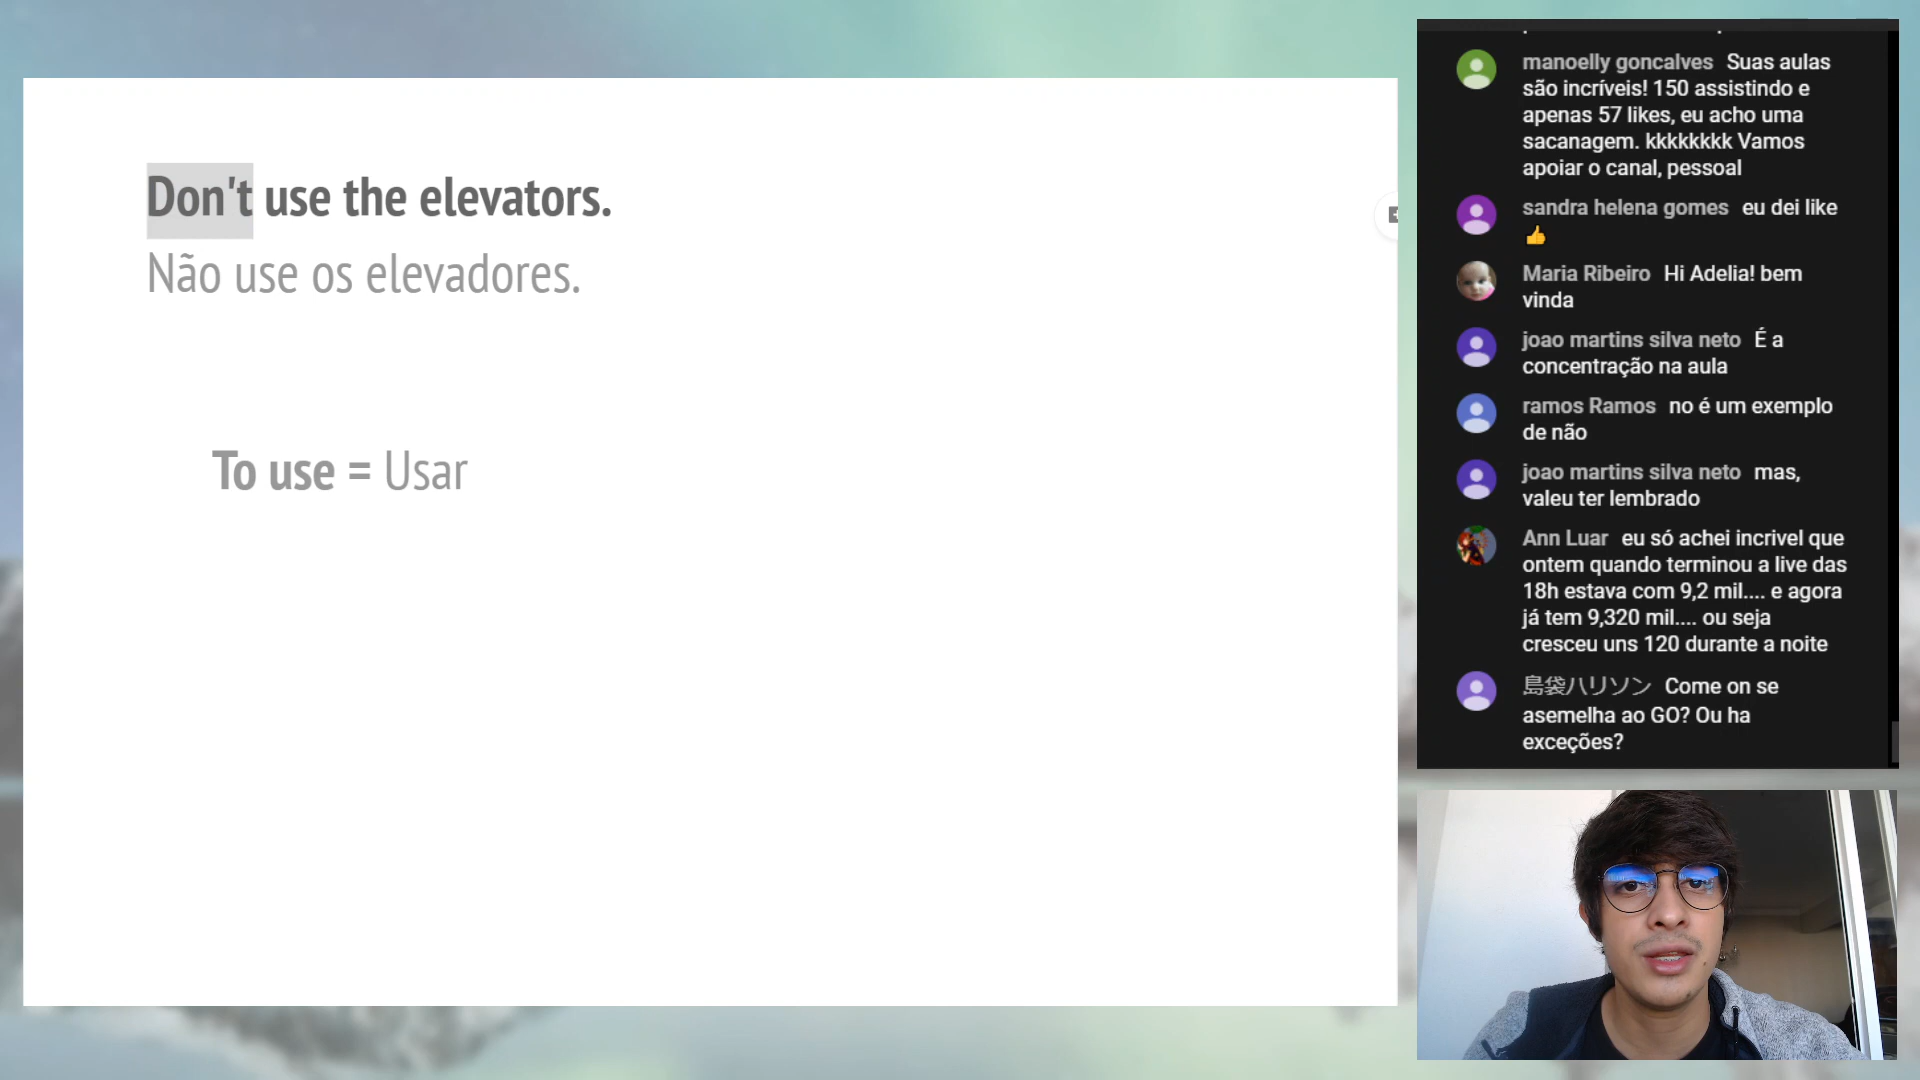 Don't use the elevators.
Não use os elevadores.
To use = Usar
manoelly goncalves Suas aulas
são incríveis! 150 assistindo e
apenas 57 likes, eu acho uma
sacanagem. kkkkkkkk Vamos
apoiar o canal, pessoal
sandra helena gomes eu dei like
👍
Maria Ribeiro Hi Adelia! bem
vinda
joao martins silva neto É a
concentração na aula
ramos Ramos no é um exemplo
de não
joao martins silva neto mas,
valeu ter lembrado
Ann Luar eu só achei incrivel que
ontem quando terminou a live das
18h estava com 9,2 mil.... e agora
já tem 9,320 mil.... ou seja
cresceu uns 120 durante a noite
島袋ハリソン Come on se
asemelha ao GO? Ou ha
exceções?